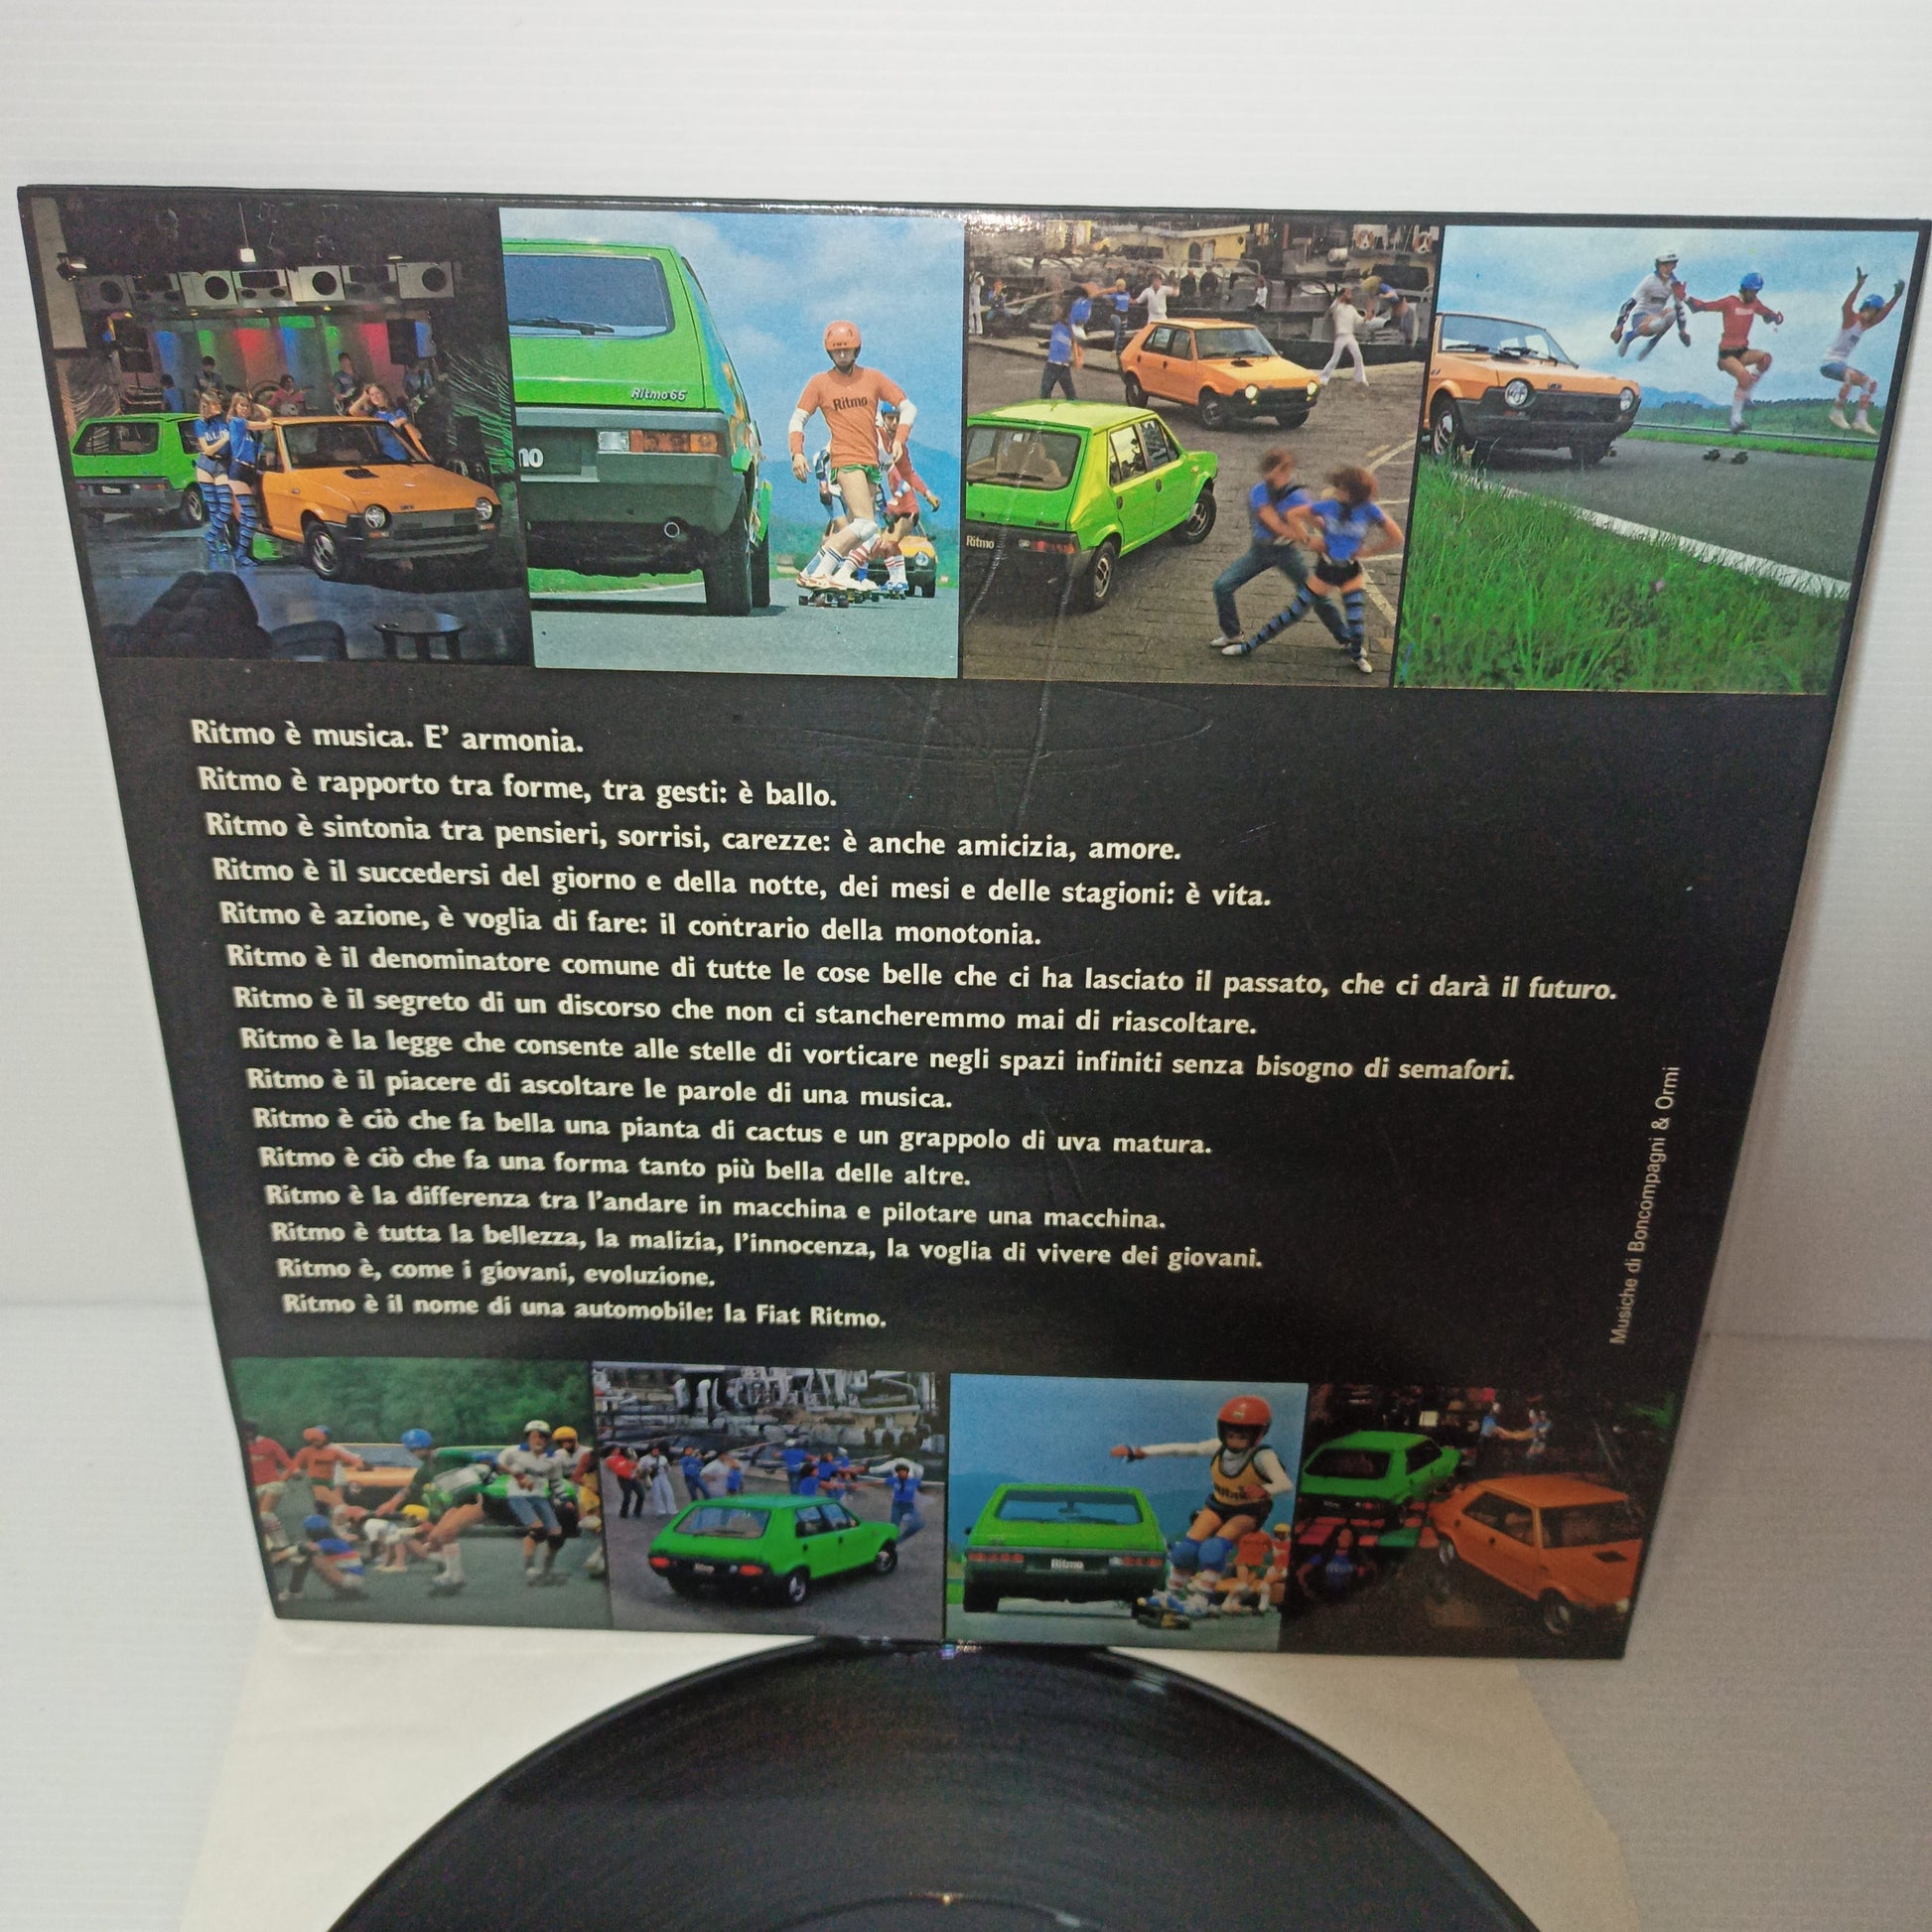 Ritmo 65
Ritmo
Ritmo
Ritmo è musica. E' armonia.
Ritmo è rapporto tra forme, tra gesti: è ballo.
Ritmo è sintonia tra pensieri, sorrisi, carezze: è anche amicizia, amore.
Ritmo è il succedersi del giorno e della notte, dei mesi e delle stagioni: è vita.
Ritmo è azione, è voglia di fare: il contrario della monotonia.
Ritmo è il denominatore comune di tutte le cose belle che ci ha lasciato il passato, che ci darà il futuro.
Ritmo è il segreto di un discorso che non ci stancheremmo mai di riascoltare.
Ritmo è la legge che consente alle stelle di vorticare negli spazi infiniti senza bisogno di semafori.
Ritmo è il piacere di ascoltare le parole di una musica.
Ritmo è ciò che fa bella una pianta di cactus e un grappolo di uva matura.
Ritmo è ciò che fa una forma tanto più bella delle altre.
Ritmo è la differenza tra l'andare in macchina e pilotare una macchina.
Ritmo è tutta la bellezza, la malizia, l'innocenza, la voglia di vivere dei giovani.
Ritmo è, come i giovani, evoluzione.
Ritmo è il nome di una automobile: la Fiat Ritmo.
Musiche di Boncompagni & Ormi
Ritmo